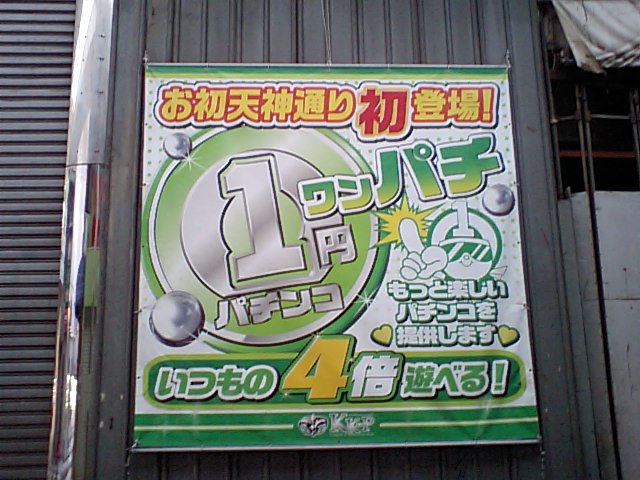 お初天神通り初登場!
ワンパチ
1円
パチンコ
もっと楽しい
パチンコを
提供します
いつもの4倍遊べる!